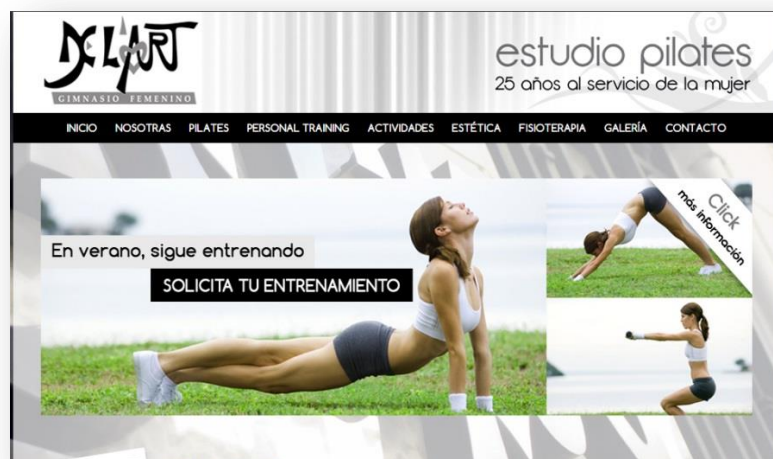 DEL'ART
GIMNASIO FEMENINO
estudio pilates
25 años al servicio de la mujer
INICIO NOSOTRAS PILATES PERSONAL TRAINING ACTIVIDADES ESTÉTICA FISIOTERAPIA GALERÍA CONTACTO
Click
más información
En verano, sigue entrenando
SOLICITA TU ENTRENAMIENTO